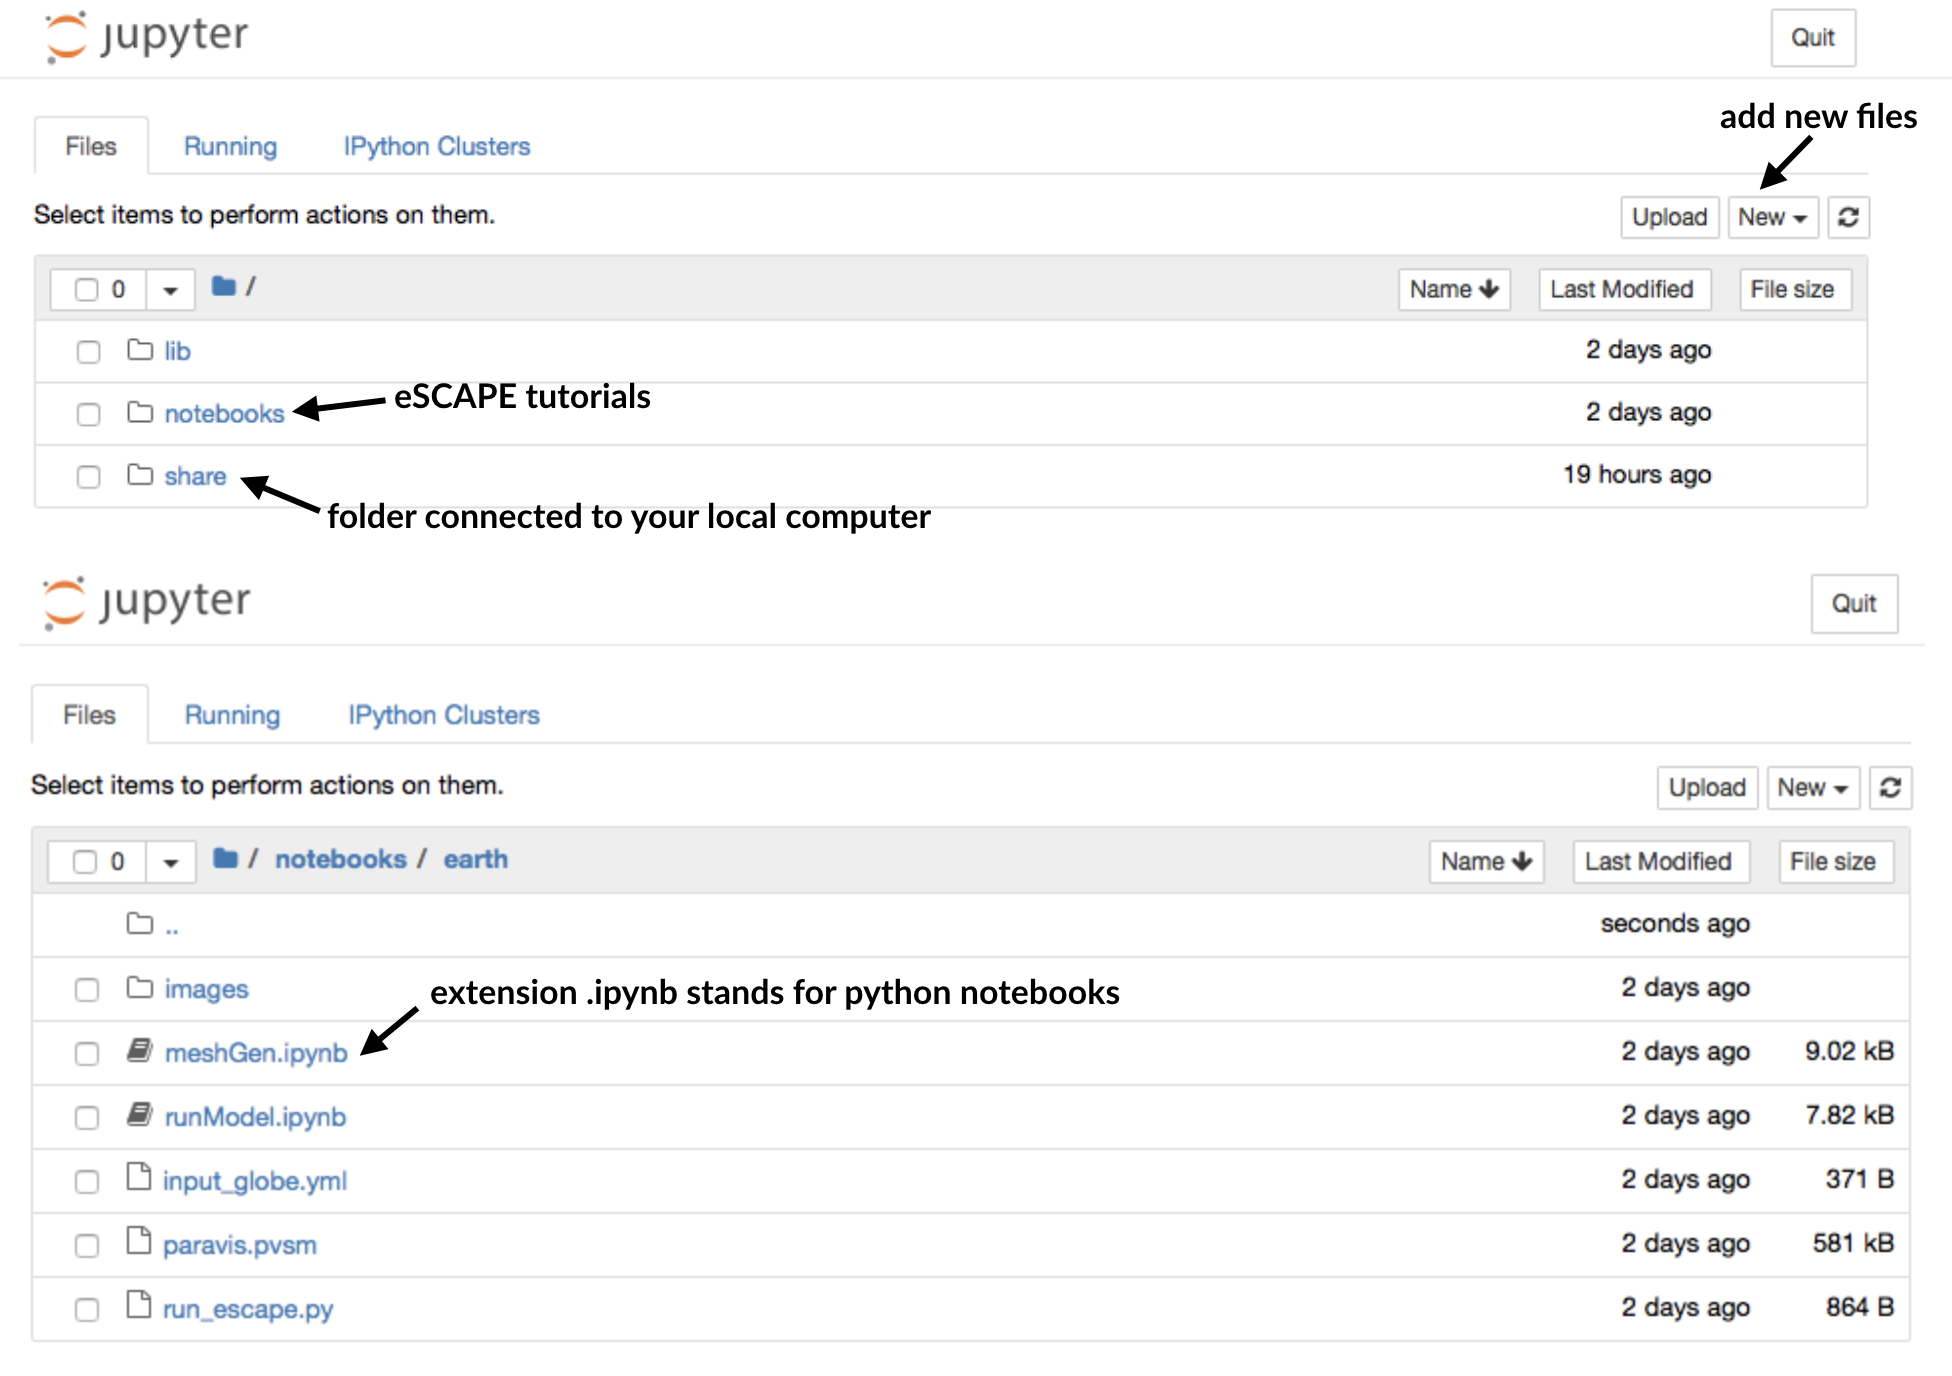 jupyter Quit
add new files
Files Running IPython Clusters
Select items to perform actions on them. Upload New
0 / Name Last Modified File size
lib 2 days ago
notebooks eSCAPE tutorials 2 days ago
share 19 hours ago
folder connected to your local computer
jupyter Quit
Files Running IPython Clusters
Select items to perform actions on them. Upload New
0 / notebooks / earth Name Last Modified File size
.. seconds ago
images 2 days ago
extension .ipynb stands for python notebooks
meshGen.ipynb 2 days ago 9.02 kB
runModel.ipynb 2 days ago 7.82 kB
input_globe.yml 2 days ago 371 B
paravis.pvsm 2 days ago 581 kB
run_escape.py 2 days ago 864 B